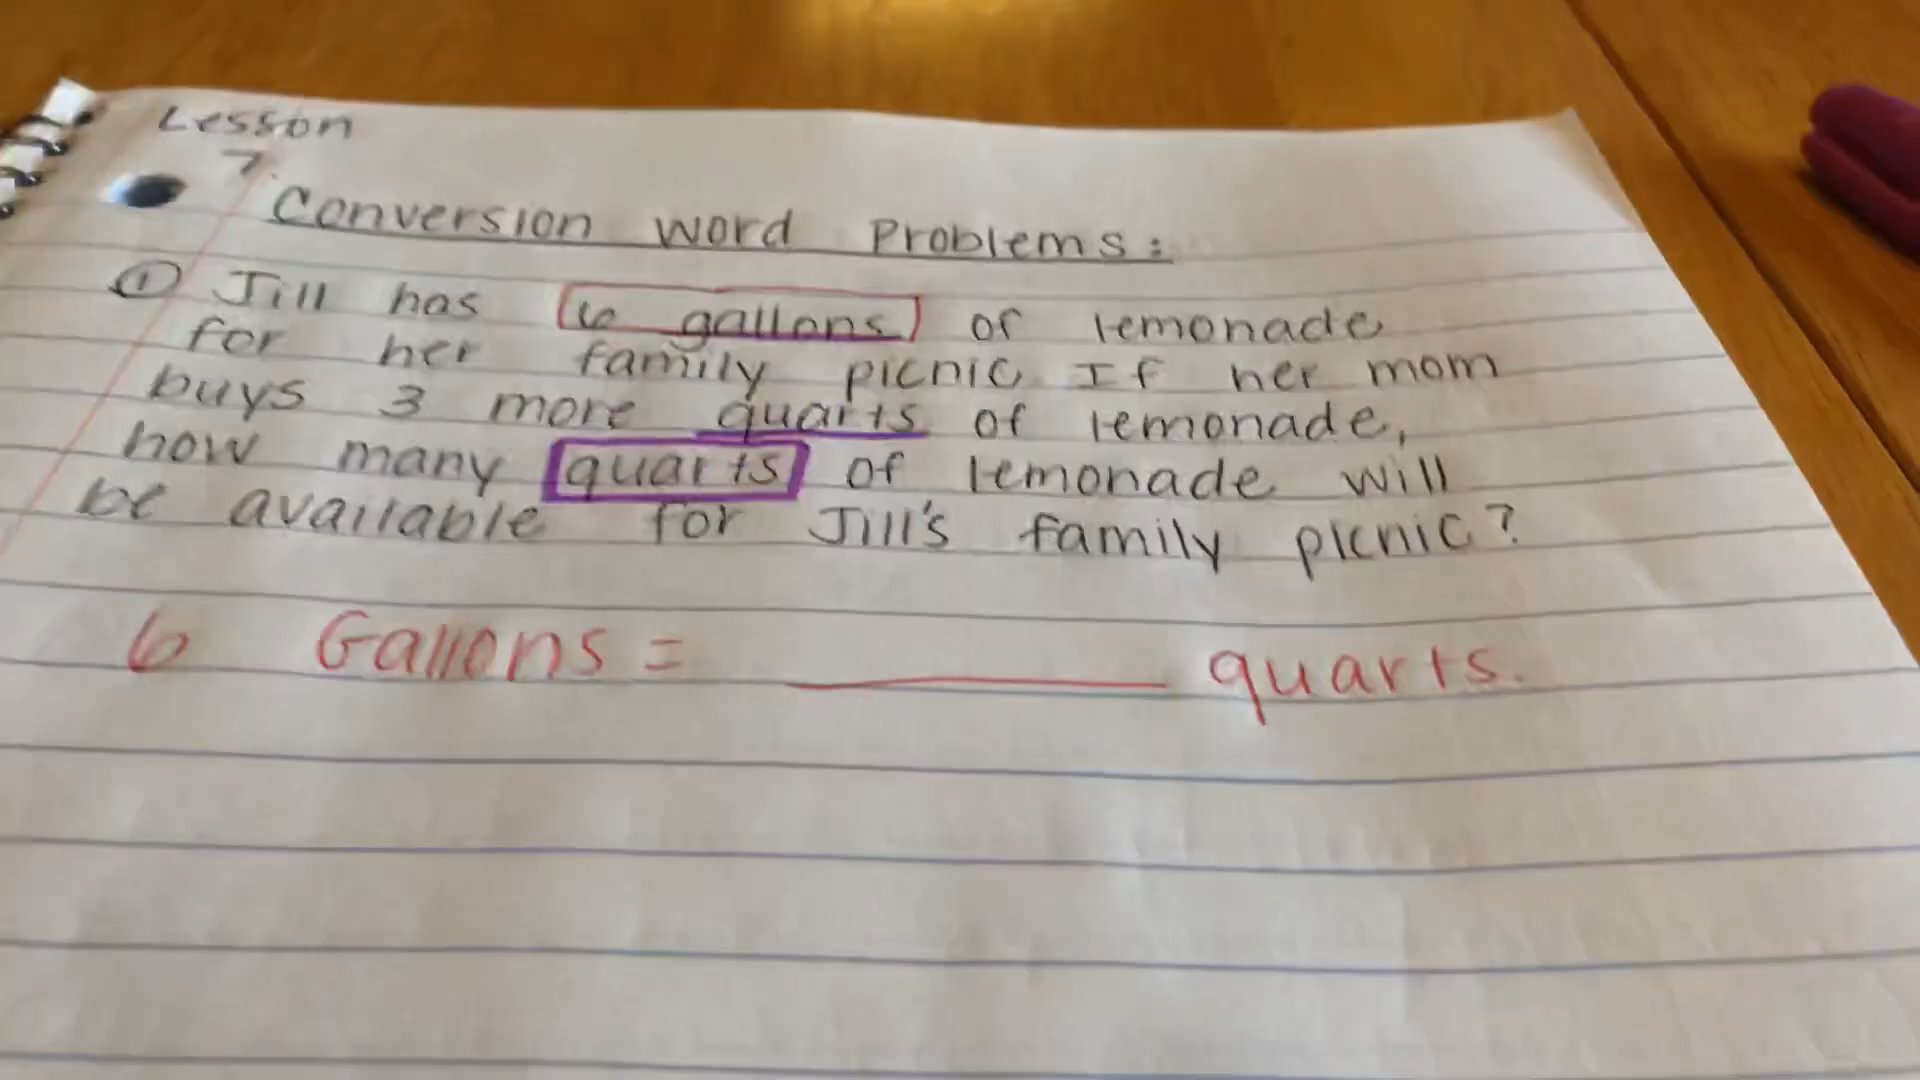 Lesson
7.
Conversion word Problems:
① Jill has 6 gallons of lemonade
for her family picnic. If her mom
buys 3 more quarts of lemonade,
how many quarts of lemonade will
be available for Jill's family picnic?
6 Gallons = ________ quarts.